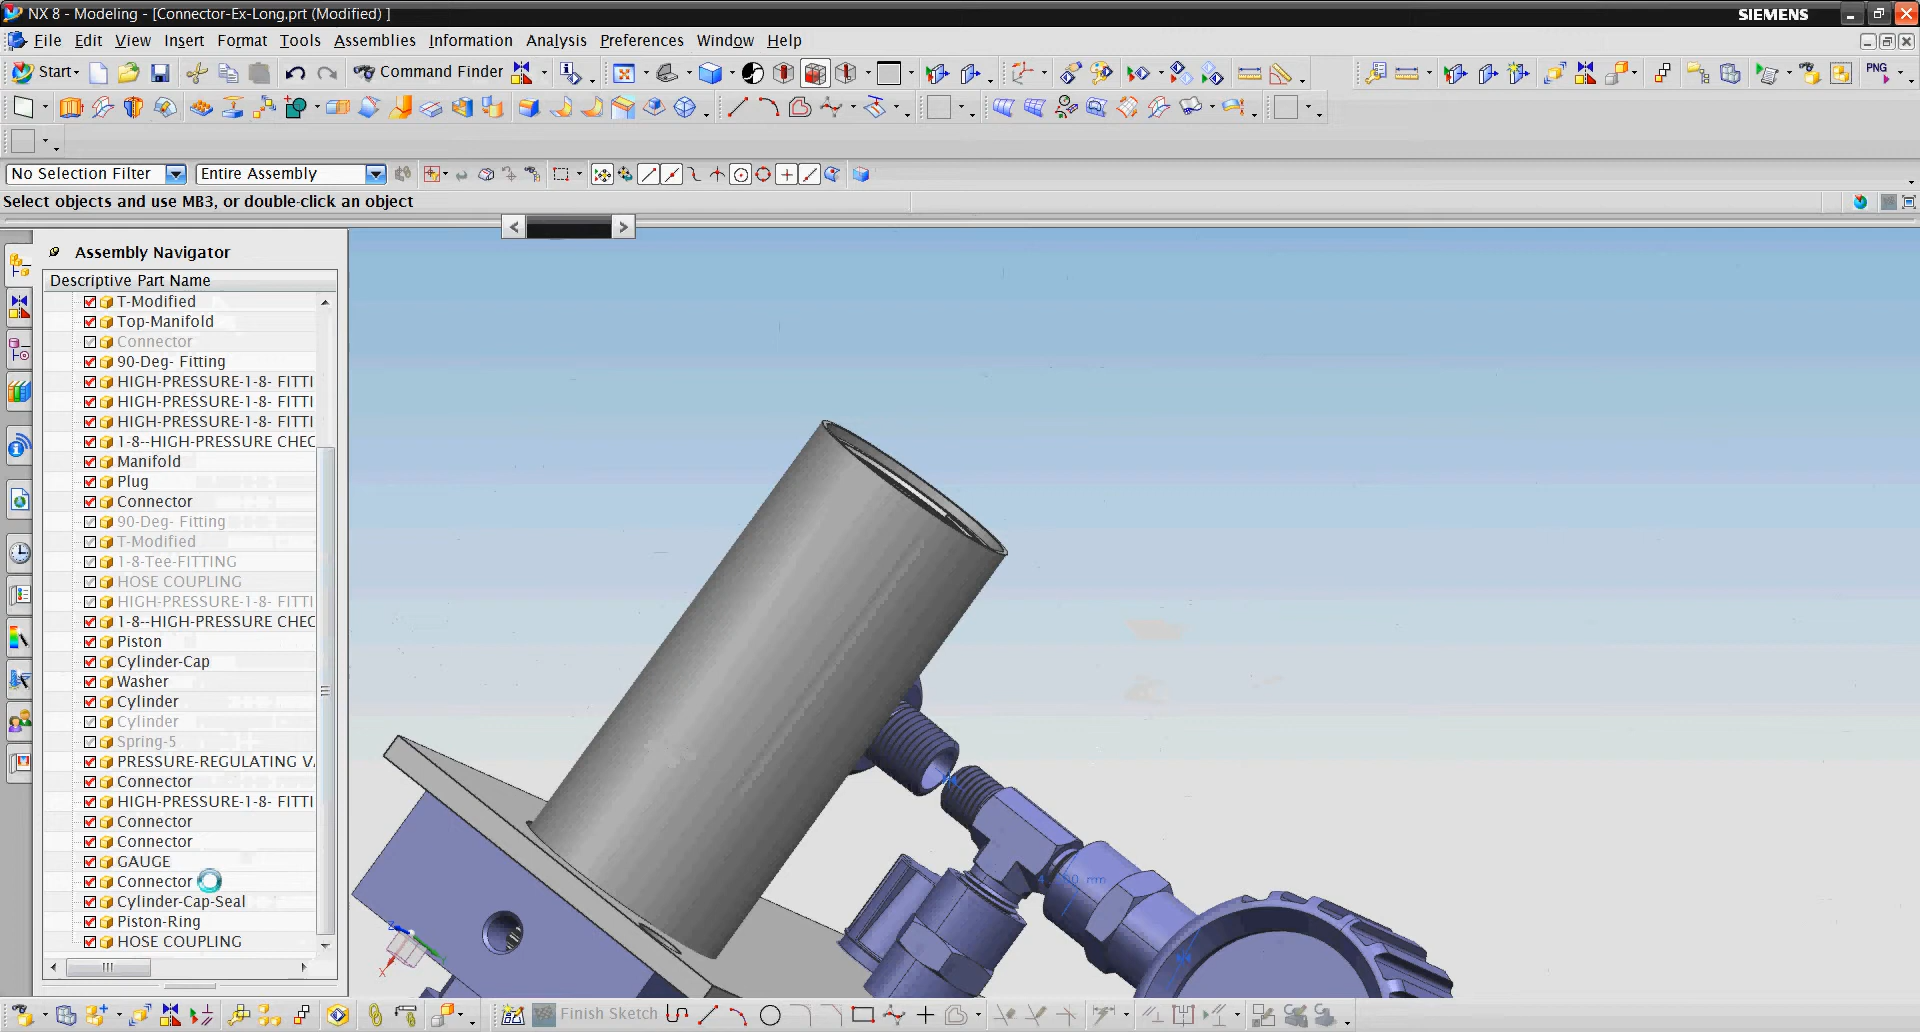 NX 8 - Modeling - [Connector-Ex-Long.prt (Modified) ]
SIEMENS
File Edit View Insert Format Tools Assemblies Information Analysis Preferences Window Help
Start Command Finder PNG
No Selection Filter Entire Assembly
Select objects and use MB3, or double-click an object
Assembly Navigator
Descriptive Part Name
T-Modified
Top-Manifold
Connector
90-Deg- Fitting
HIGH-PRESSURE-1-8- FITTI
HIGH-PRESSURE-1-8- FITTI
HIGH-PRESSURE-1-8- FITTI
1-8--HIGH-PRESSURE CHEC
Manifold
Plug
Connector
90-Deg- Fitting
T-Modified
1-8-Tee-FITTING
HOSE COUPLING
HIGH-PRESSURE-1-8- FITTI
1-8--HIGH-PRESSURE CHEC
Piston
Cylinder-Cap
Washer
Cylinder
Cylinder
Spring-5
PRESSURE-REGULATING V
Connector
HIGH-PRESSURE-1-8- FITTI
Connector
Connector
GAUGE
Connector
Cylinder-Cap-Seal
Piston-Ring
HOSE COUPLING
mm
Z
X
Finish Sketch